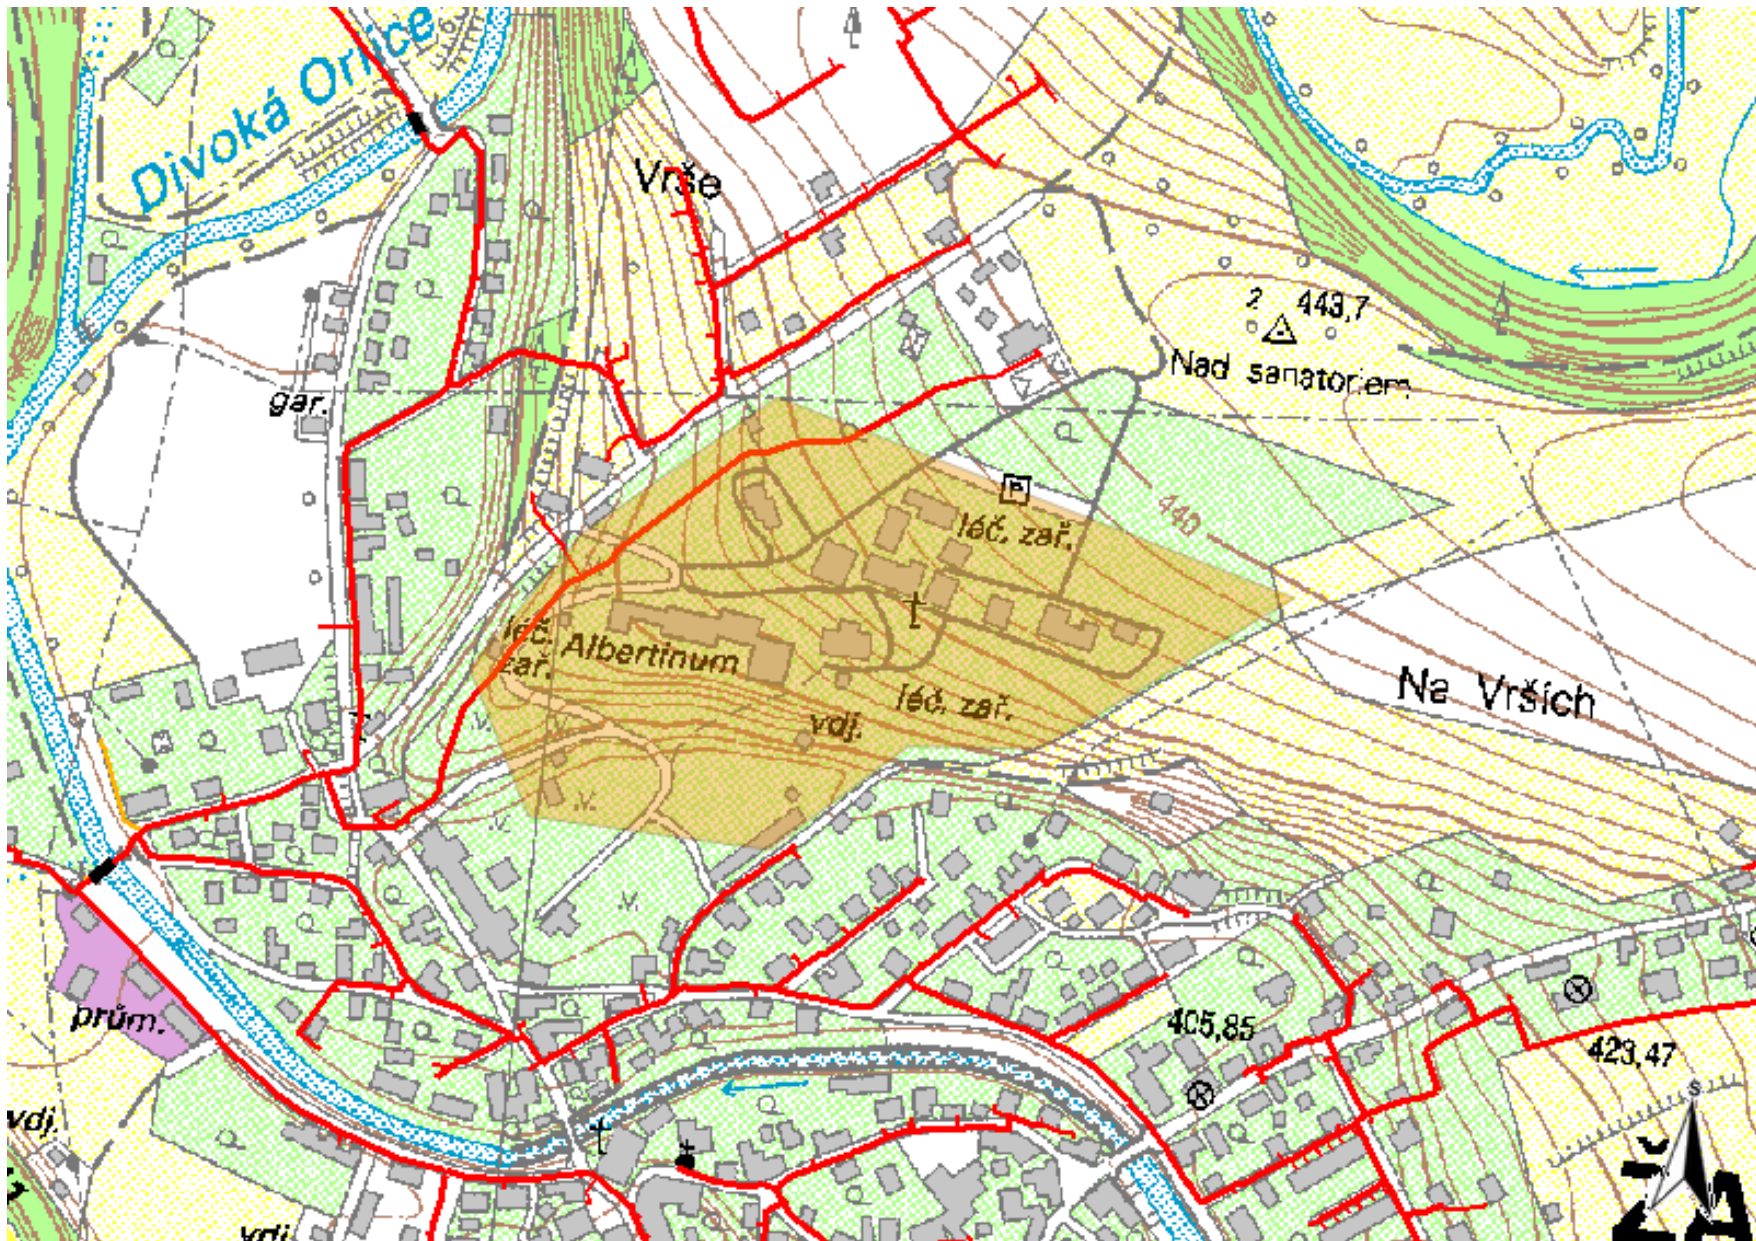 Divoká Orlice
Vrše
2 443,7
Nad sanatoriem
gar.
P
440
léč. zař.
léč.
zař.
Albertinum
léč. zař.
Na Vrších
vdj.
prům.
405,85
423,47
vdj.
S
vdj.